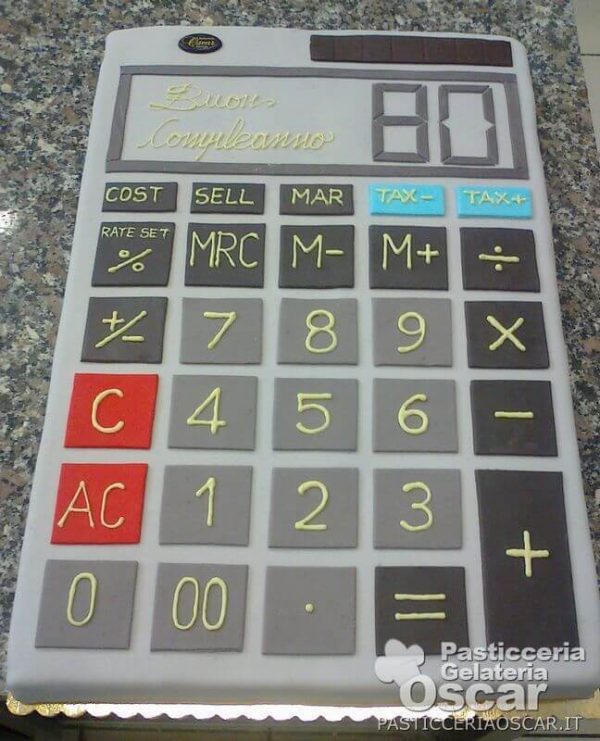 Oscar
Buon 80
Compleanno
COST SELL MAR TAX- TAX+
RATE SET
% MRC M- M+ ÷
+/- 7 8 9 X
C 4 5 6 -
AC 1 2 3 +
0 00 . =
Pasticceria
Gelateria
Oscar
PASTICCERIAOSCAR.IT